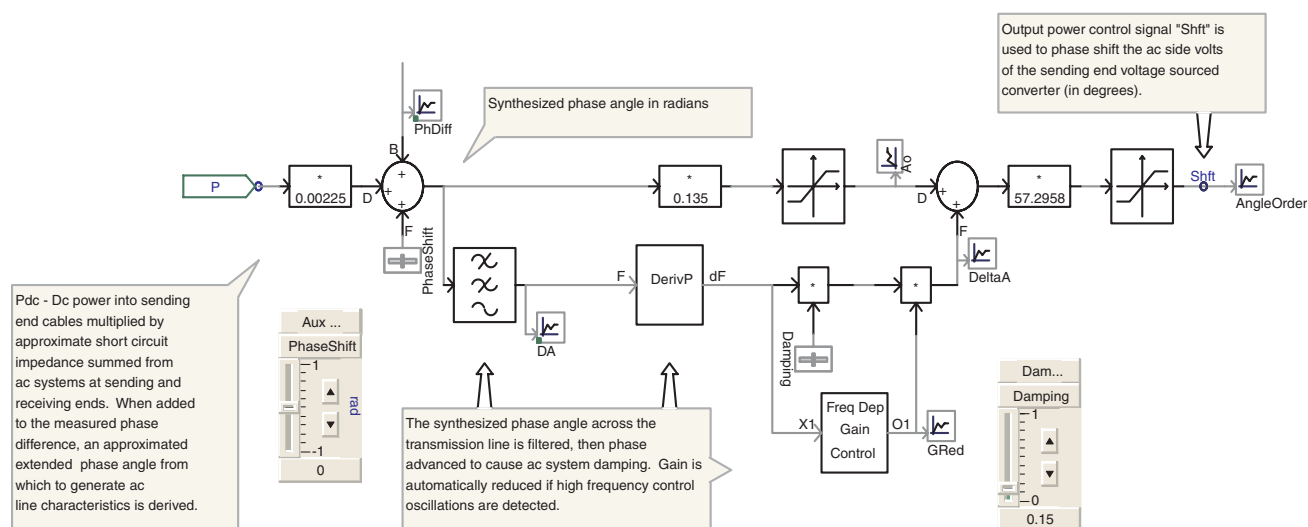 Output power control signal "Shft" is
used to phase shift the ac side volts
of the sending end voltage sourced
converter (in degrees).
Synthesized phase angle in radians
PhDiff
B
P
*
0.00225
D
+
+
+
F
PhaseShift
*
0.135
Ao
D
+
+
F
*
57.2958
Shft
AngleOrder
DeltaA
DA
F
DerivP
dF
*
*
Damping
X1
Freq Dep
Gain
Control
O1
GRed
Pdc - Dc power into sending
end cables multiplied by
approximate short circuit
impedance summed from
ac systems at sending and
receiving ends. When added
to the measured phase
difference, an approximated
extended phase angle from
which to generate ac
line characteristics is derived.
Aux ...
PhaseShift
1
rad
-1
0
The synthesized phase angle across the
transmission line is filtered, then phase
advanced to cause ac system damping. Gain is
automatically reduced if high frequency control
oscillations are detected.
Dam...
Damping
1
0
0.15